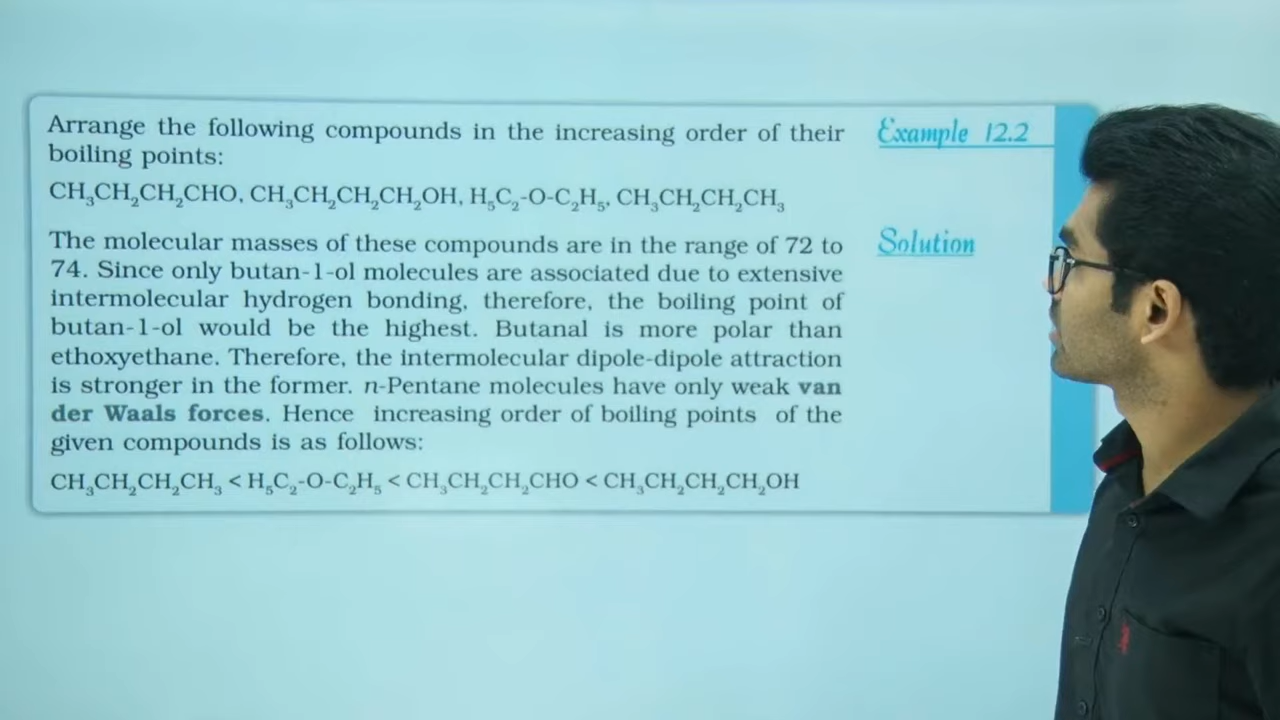 Arrange the following compounds in the increasing order of their
Example 12.2
boiling points:
CH₃CH₂CH₂CHO, CH₃CH₂CH₂CH₂OH, H₅C₂-O-C₂H₅, CH₃CH₂CH₂CH₃
The molecular masses of these compounds are in the range of 72 to
Solution
74. Since only butan-1-ol molecules are associated due to extensive
intermolecular hydrogen bonding, therefore, the boiling point of
butan-1-ol would be the highest. Butanal is more polar than
ethoxyethane. Therefore, the intermolecular dipole-dipole attraction
is stronger in the former. n-Pentane molecules have only weak van
der Waals forces. Hence increasing order of boiling points of the
given compounds is as follows:
CH₃CH₂CH₂CH₃ < H₅C₂-O-C₂H₅ < CH₃CH₂CH₂CHO < CH₃CH₂CH₂CH₂OH